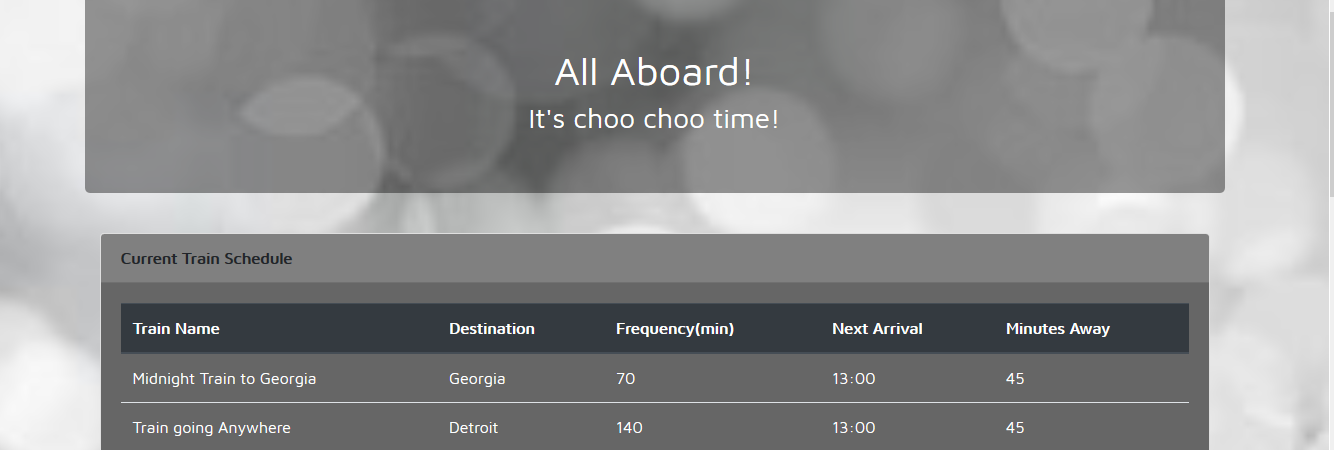 All Aboard!
It's choo choo time!
Current Train Schedule
Train Name Destination Frequency(min) Next Arrival Minutes Away
Midnight Train to Georgia Georgia 70 13:00 45
Train going Anywhere Detroit 140 13:00 45